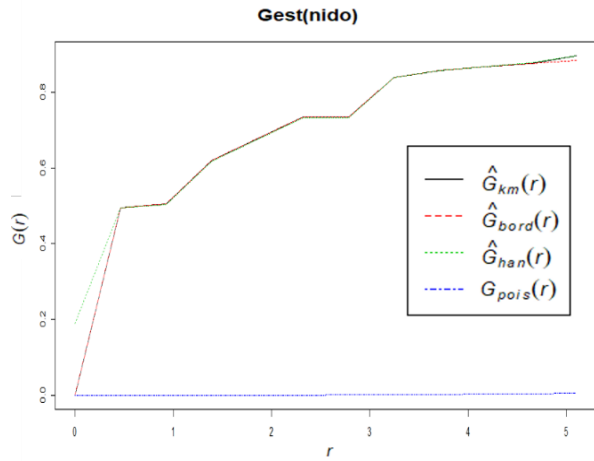 Gest(nido)
G(r)
0.8
0.6
0.4
0.2
0.0
Ĝkm(r)
Ĝbord(r)
Ĝhan(r)
Gpois(r)
0 1 2 3 4 5
r